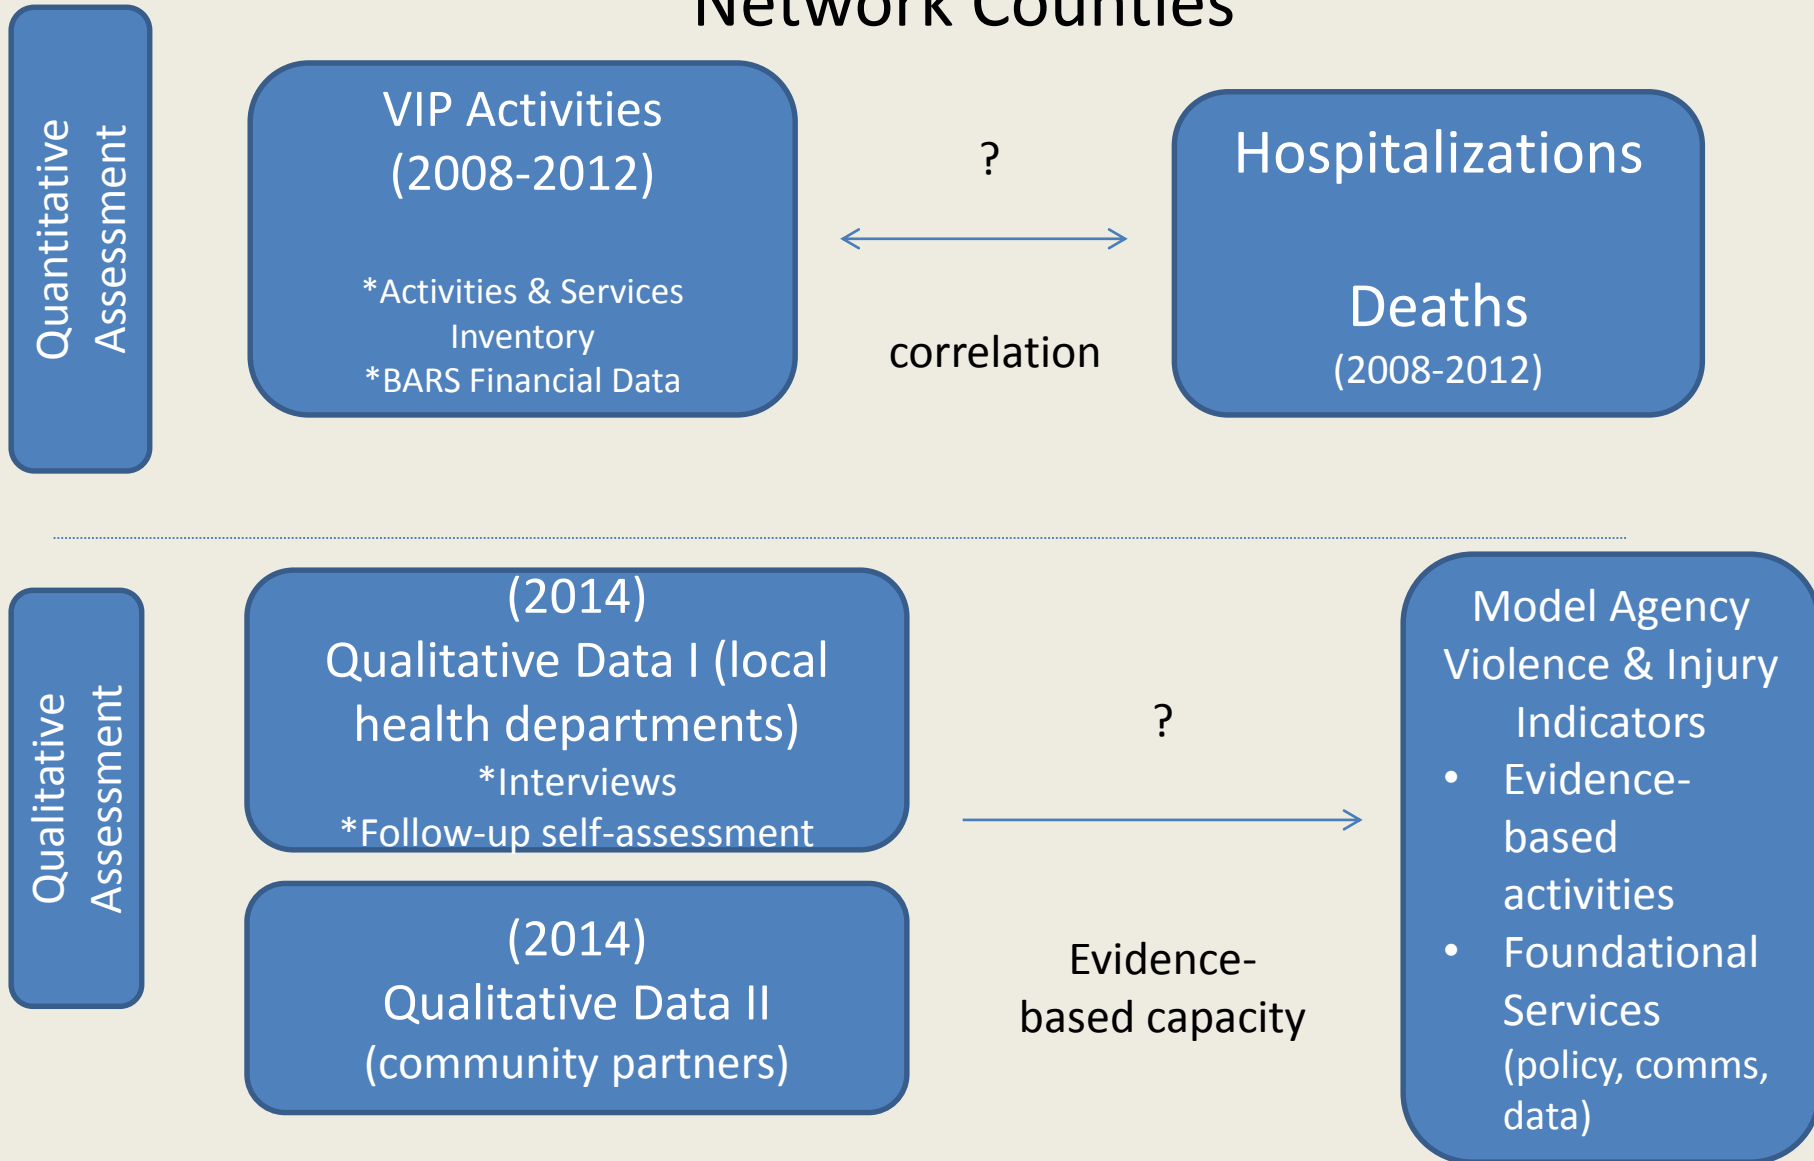 Network Counties
Quantitative
Assessment
VIP Activities
(2008-2012)
*Activities & Services
Inventory
*BARS Financial Data
?
correlation
Hospitalizations
Deaths
(2008-2012)
Qualitative
Assessment
(2014)
Qualitative Data I (local
health departments)
*Interviews
*Follow-up self-assessment
(2014)
Qualitative Data II
(community partners)
?
Evidence-
based capacity
Model Agency
Violence & Injury
Indicators
• Evidence-
based
activities
• Foundational
Services
(policy, comms,
data)